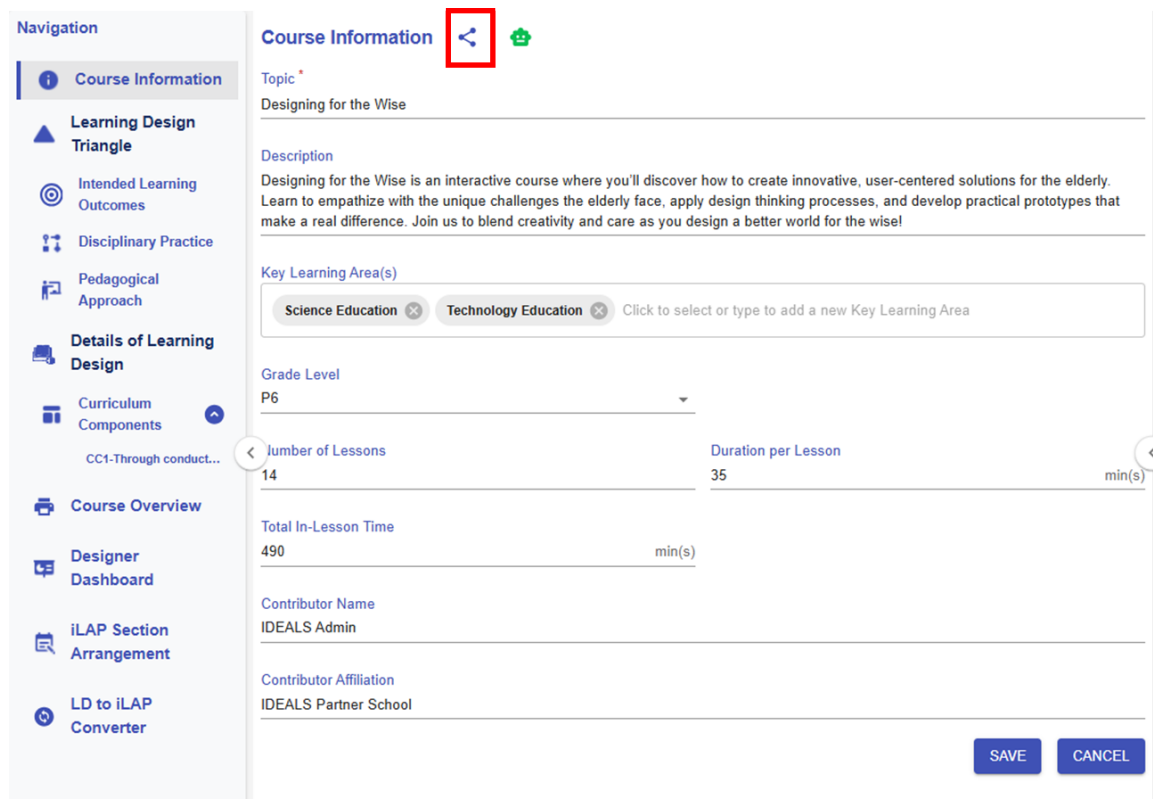 Navigation
Course Information
Learning Design
Triangle
Intended Learning
Outcomes
Disciplinary Practice
Pedagogical
Approach
Details of Learning
Design
Curriculum
Components
CC1-Through conduct...
Course Overview
Designer
Dashboard
iLAP Section
Arrangement
LD to iLAP
Converter
Course Information
Topic *
Designing for the Wise
Description
Designing for the Wise is an interactive course where you'll discover how to create innovative, user-centered solutions for the elderly.
Learn to empathize with the unique challenges the elderly face, apply design thinking processes, and develop practical prototypes that
make a real difference. Join us to blend creativity and care as you design a better world for the wise!
Key Learning Area(s)
Science Education Technology Education Click to select or type to add a new Key Learning Area
Grade Level
P6
Number of Lessons Duration per Lesson
14 35 min(s)
Total In-Lesson Time
490 min(s)
Contributor Name
IDEALS Admin
Contributor Affiliation
IDEALS Partner School
SAVE CANCEL